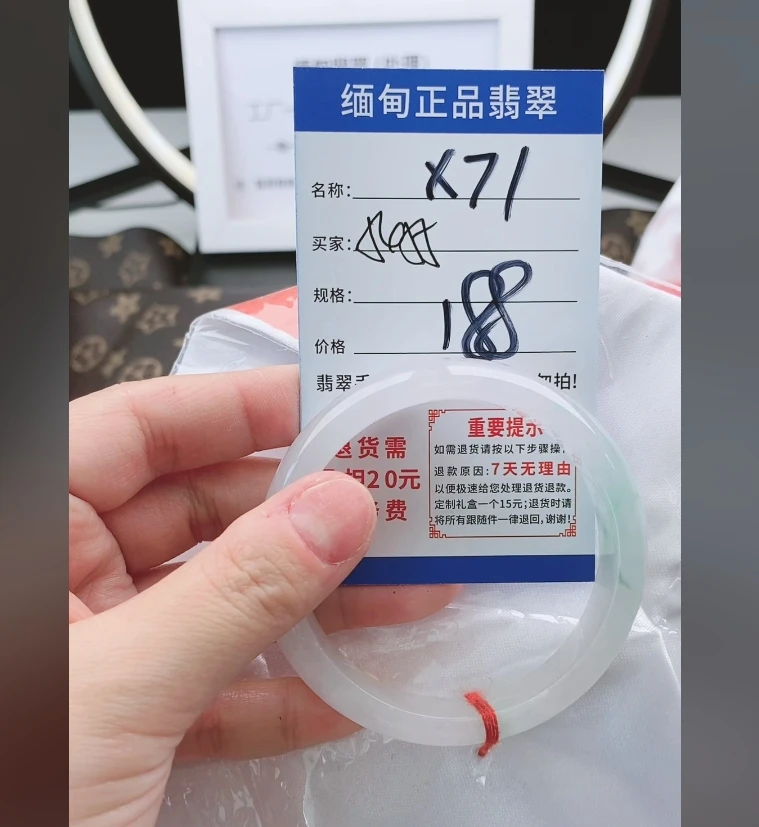 缅甸正品翡翠
名称: X71
买家:
规格:
价格 188
翡翠手 勿拍!
退货需
担20元
费
重要提示
如需退货请按以下步骤操,
退款原因:7天无理由
以便极速给您处理退货退款。
定制礼盒一个15元;退货时请
将所有跟随件一律退回,谢谢!